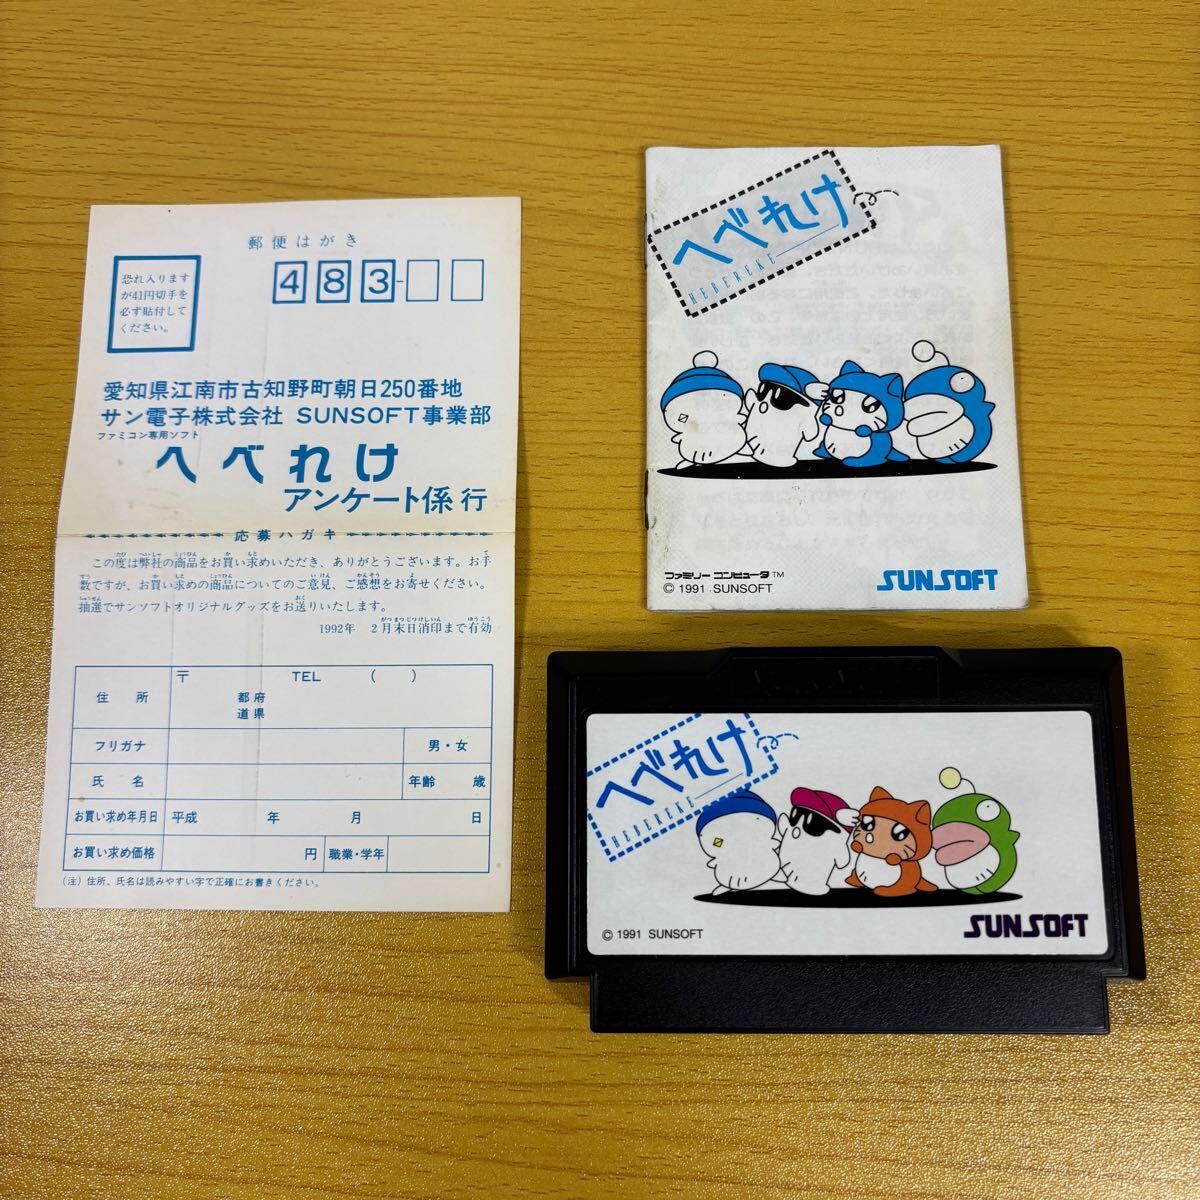 郵便はがき
恐れ入ります
が41円切手を
必ず貼付して
ください。
483-
愛知県江南市古知野町朝日250番地
サン電子株式会社 SUNSOFT事業部
ファミコン専用ソフト
へべれけ
アンケート係 行
応募ハガキ
この度は弊社の商品をお買い求めいただき、ありがとうございます。お手
数ですが、お買い求めの商品についてのご意見、ご感想をお寄せください。
抽選でサンソフトオリジナルグッズをお送りいたします。
1992年 2月末日消印まで有効
住所 〒 TEL ( )
都府
道県
フリガナ 男・女
氏名 年齢 歳
お買い求め年月日 平成 年 月 日
お買い求め価格 円 職業・学年
(注) 住所、氏名は読みやすい字で正確にお書きください。
へべれけ
HEBEREKE
ファミリーコンピュータ™
© 1991 SUNSOFT
SUNSOFT
へべれけ
HEBEREKE
© 1991 SUNSOFT
SUNSOFT